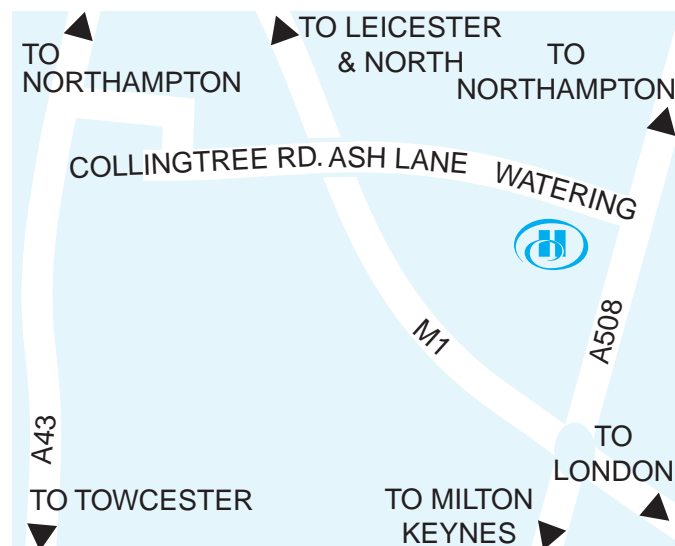 TO
NORTHAMPTON
TO LEICESTER
& NORTH
TO
NORTHAMPTON
COLLINGTREE RD. ASH LANE WATERING
H
M1
A508
A43
TO
LONDON
TO TOWCESTER
TO MILTON
KEYNES